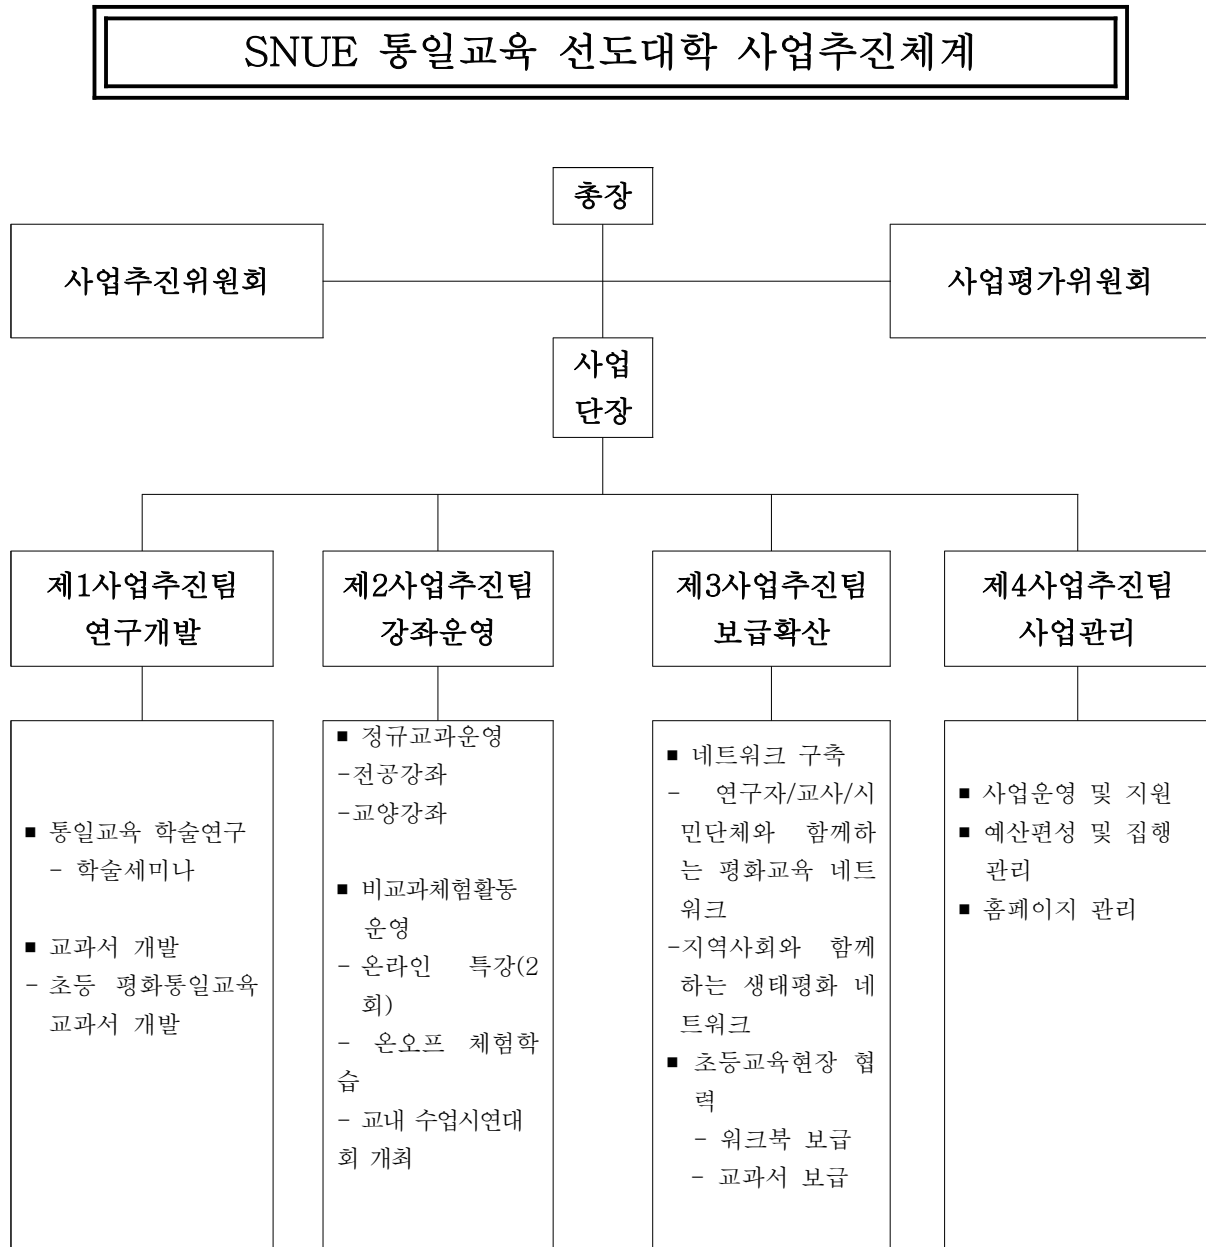 SNUE 통일교육 선도대학 사업추진체계
총장
사업추진위원회
사업평가위원회
사업
단장
제1사업추진팀
연구개발
제2사업추진팀
강좌운영
제3사업추진팀
보급확산
제4사업추진팀
사업관리
■ 통일교육 학술연구
- 학술세미나
■ 교과서 개발
- 초등 평화통일교육
교과서 개발
■ 정규교과운영
-전공강좌
-교양강좌
■ 비교과체험활동
운영
- 온라인 특강(2
회)
- 온오프 체험학
습
- 교내 수업시연대
회 개최
■ 네트워크 구축
- 연구자/교사/시
민단체와 함께하
는 평화교육 네트
워크
-지역사회와 함께
하는 생태평화 네
트워크
■ 초등교육현장 협
력
- 워크북 보급
- 교과서 보급
■ 사업운영 및 지원
■ 예산편성 및 집행
관리
■ 홈페이지 관리